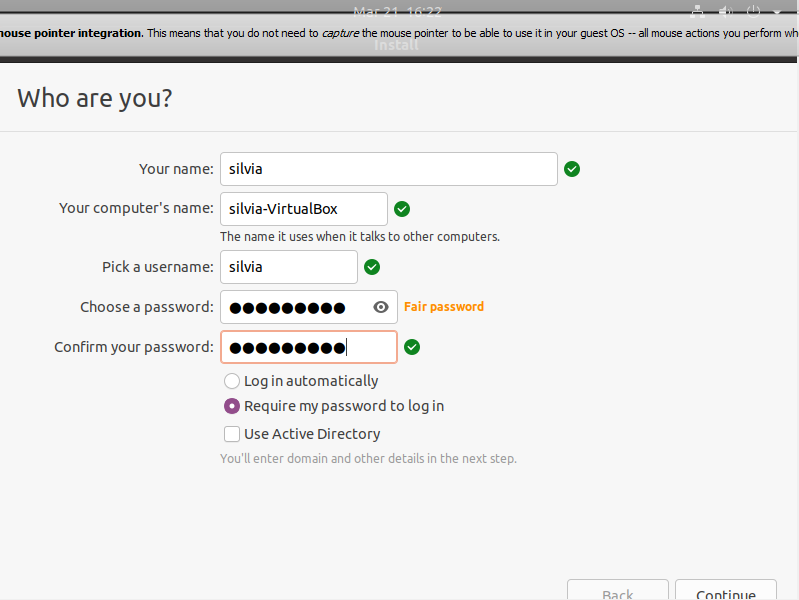 Mar 21 16:22
mouse pointer integration. This means that you do not need to capture the mouse pointer to be able to use it in your guest OS -- all mouse actions you perform
Install
Who are you?
Your name: silvia
Your computer's name: silvia-VirtualBox
The name it uses when it talks to other computers.
Pick a username: silvia
Choose a password: ●●●●●●●●● Fair password
Confirm your password: ●●●●●●●●●
Log in automatically
Require my password to log in
Use Active Directory
You'll enter domain and other details in the next step.
Back Continue